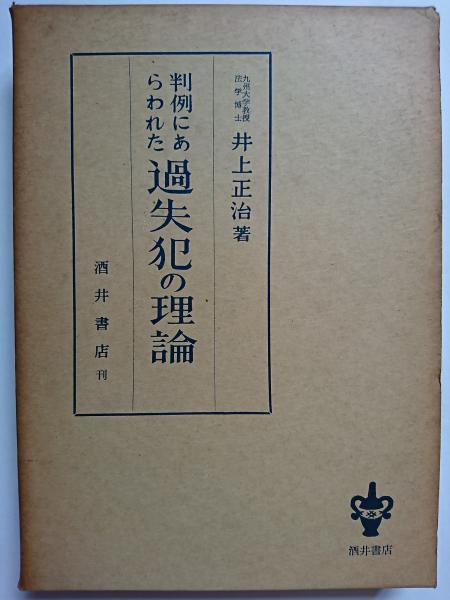 九州大学教授
法学博士
井上正治著
判例にあ
らわれた
過失犯の理論
酒井書店刊
酒井書店